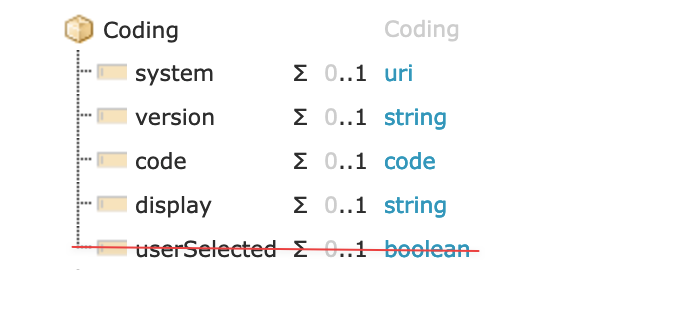 Coding Coding
system Σ 0..1 uri
version Σ 0..1 string
code Σ 0..1 code
display Σ 0..1 string
userSelected Σ 0..1 boolean